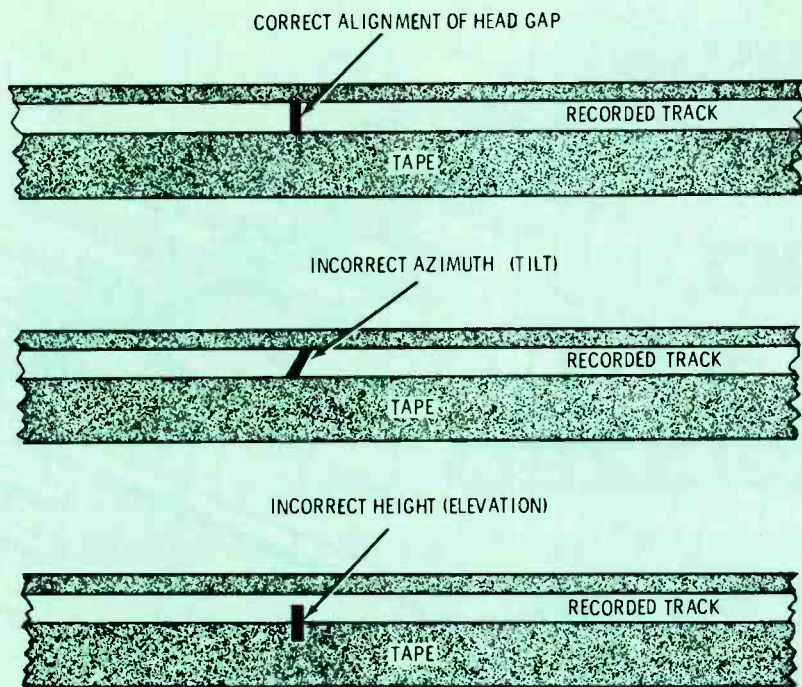 CORRECT ALIGNMENT OF HEAD GAP
RECORDED TRACK
TAPE
INCORRECT AZIMUTH (TILT)
RECORDED TRACK
TAPE
INCORRECT HEIGHT (ELEVATION)
RECORDED TRACK
TAPE